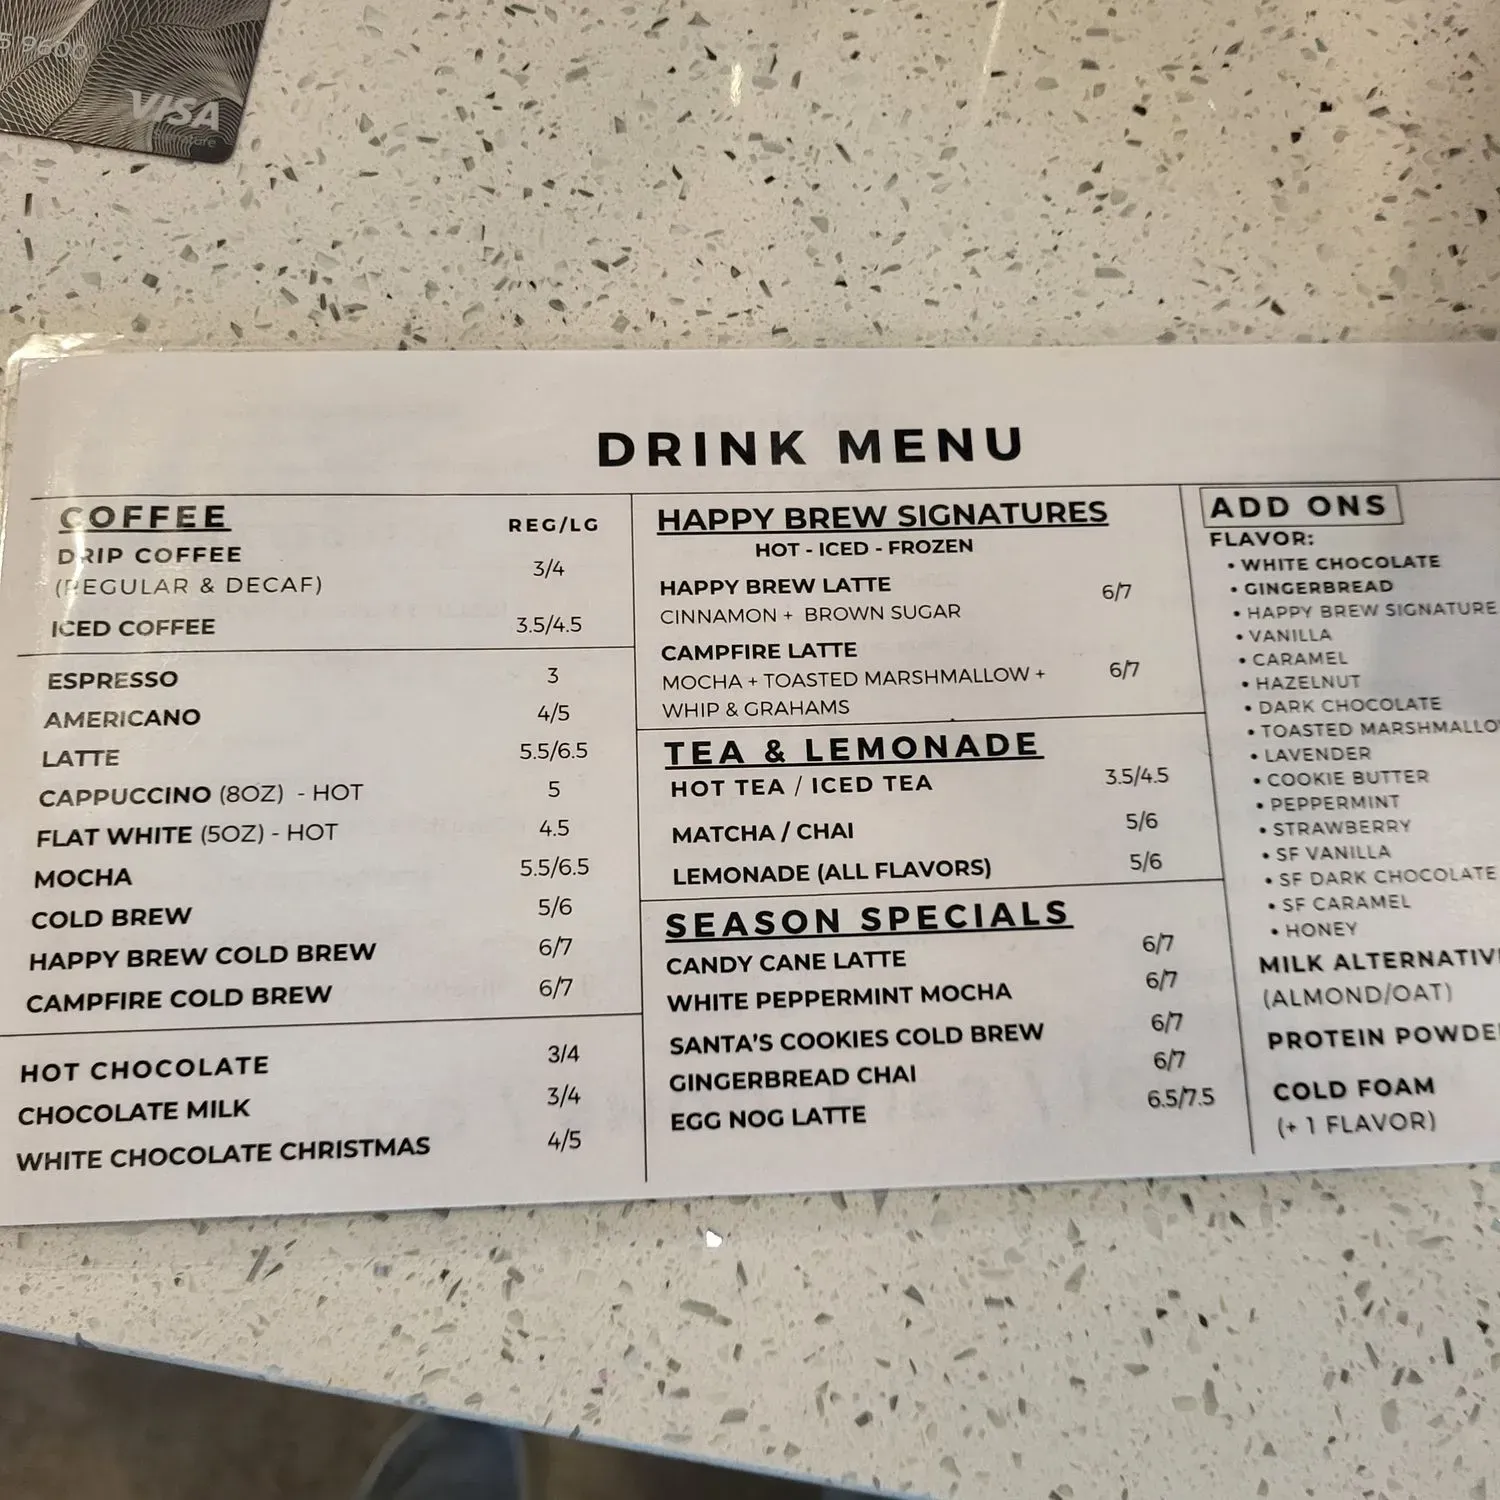 VISA
DRINK MENU
COFFEE
REG/LG
DRIP COFFEE
(REGULAR & DECAF) 3/4
ICED COFFEE 3.5/4.5
ESPRESSO 3
AMERICANO 4/5
LATTE 5.5/6.5
CAPPUCCINO (8OZ) - HOT 5
FLAT WHITE (5OZ) - HOT 4.5
MOCHA 5.5/6.5
COLD BREW 5/6
HAPPY BREW COLD BREW 6/7
CAMPFIRE COLD BREW 6/7
HOT CHOCOLATE 3/4
CHOCOLATE MILK 3/4
WHITE CHOCOLATE CHRISTMAS 4/5
HAPPY BREW SIGNATURES
HOT - ICED - FROZEN
HAPPY BREW LATTE 6/7
CINNAMON + BROWN SUGAR
CAMPFIRE LATTE
MOCHA + TOASTED MARSHMALLOW + 6/7
WHIP & GRAHAMS
TEA & LEMONADE
HOT TEA / ICED TEA 3.5/4.5
MATCHA / CHAI 5/6
LEMONADE (ALL FLAVORS) 5/6
SEASON SPECIALS
CANDY CANE LATTE 6/7
WHITE PEPPERMINT MOCHA 6/7
SANTA'S COOKIES COLD BREW 6/7
GINGERBREAD CHAI 6/7
EGG NOG LATTE 6.5/7.5
ADD ONS
FLAVOR:
• WHITE CHOCOLATE
• GINGERBREAD
• HAPPY BREW SIGNATURE
• VANILLA
• CARAMEL
• HAZELNUT
• DARK CHOCOLATE
• TOASTED MARSHMALLO
• LAVENDER
• COOKIE BUTTER
• PEPPERMINT
• STRAWBERRY
• SF VANILLA
• SF DARK CHOCOLATE
• SF CARAMEL
• HONEY
MILK ALTERNATIV
(ALMOND/OAT)
PROTEIN POWDE
COLD FOAM
(+ 1 FLAVOR)